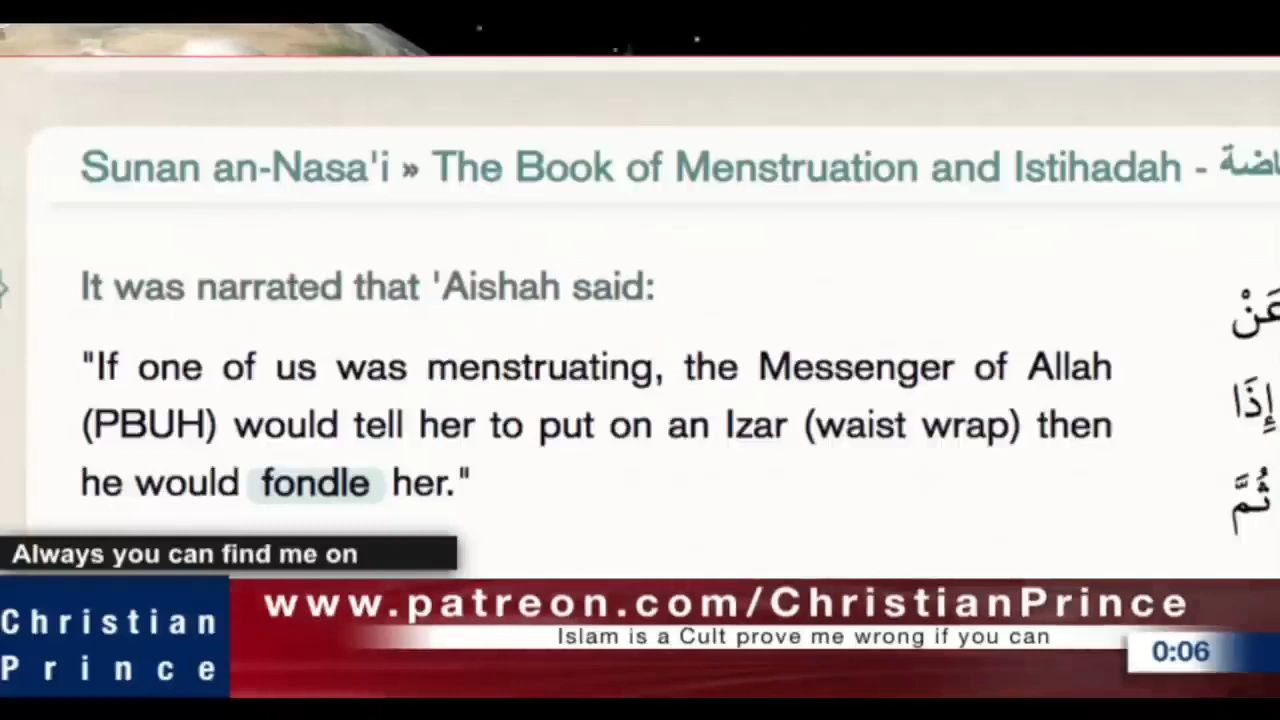 Sunan an-Nasa'i » The Book of Menstruation and Istihadah -
It was narrated that 'Aishah said:
"If one of us was menstruating, the Messenger of Allah
(PBUH) would tell her to put on an Izar (waist wrap) then
he would fondle her."
عَنْ
إِذَا
ثُمَّ
Always you can find me on
Christian
Prince
www.patreon.com/ChristianPrince
Islam is a Cult prove me wrong if you can
0:06